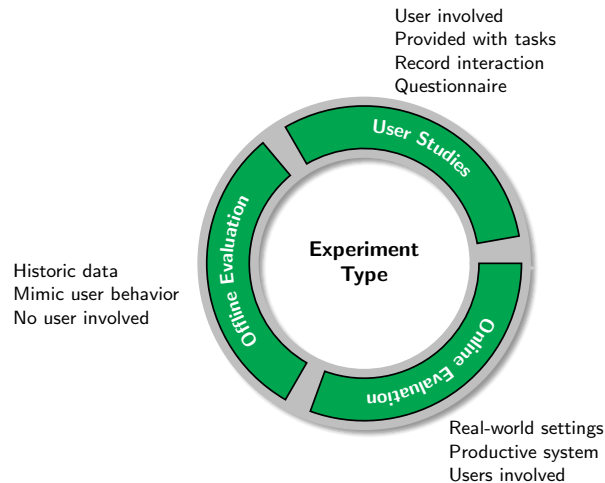 User involved
Provided with tasks
Record interaction
Questionnaire
User Studies
Offline Evaluation
Experiment
Type
Historic data
Mimic user behavior
No user involved
Online Evaluation
Real-world settings
Productive system
Users involved